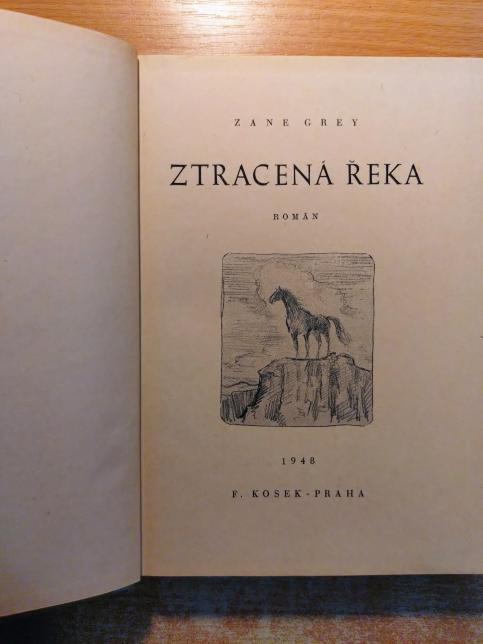 ZANE GREY
ZTRACENÁ ŘEKA
ROMÁN
1948
F. KOSEK - PRAHA